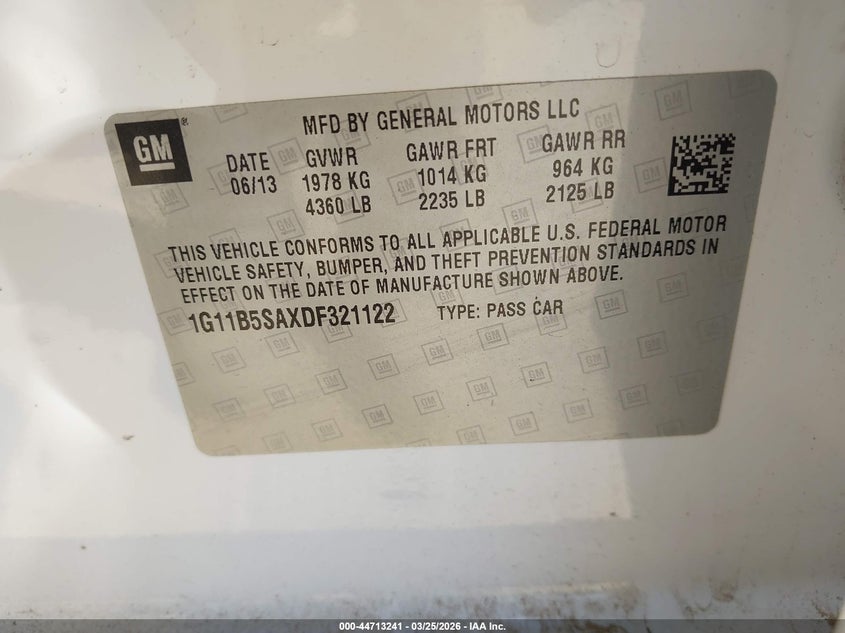 GM
MFD BY GENERAL MOTORS LLC
DATE GVWR GAWR FRT GAWR RR
06/13 1978 KG 1014 KG 964 KG
4360 LB 2235 LB 2125 LB
THIS VEHICLE CONFORMS TO ALL APPLICABLE U.S. FEDERAL MOTOR
VEHICLE SAFETY, BUMPER, AND THEFT PREVENTION STANDARDS IN
EFFECT ON THE DATE OF MANUFACTURE SHOWN ABOVE.
1G11B5SAXDF321122 TYPE: PASS CAR
000-44713241 - 03/25/2026 - IAA Inc.